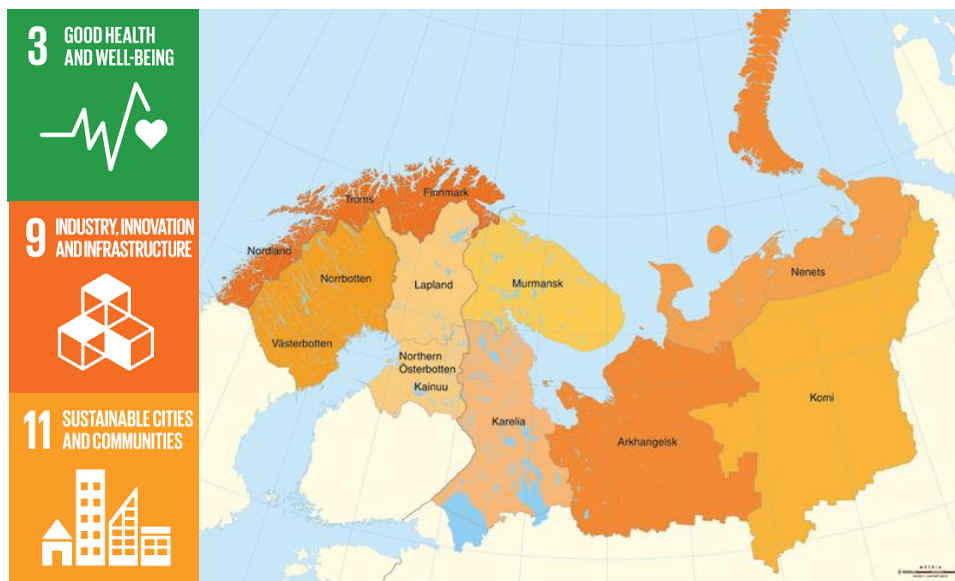 3
GOOD HEALTH
AND WELL-BEING
9
INDUSTRY, INNOVATION
AND INFRASTRUCTURE
11
SUSTAINABLE CITIES
AND COMMUNITIES
Troms
Finnmark
Nordland
Norrbotten
Lapland
Murmansk
Nenets
Västerbotten
Northern
Österbotten
Kainuu
Karelia
Arkhangelsk
Komi